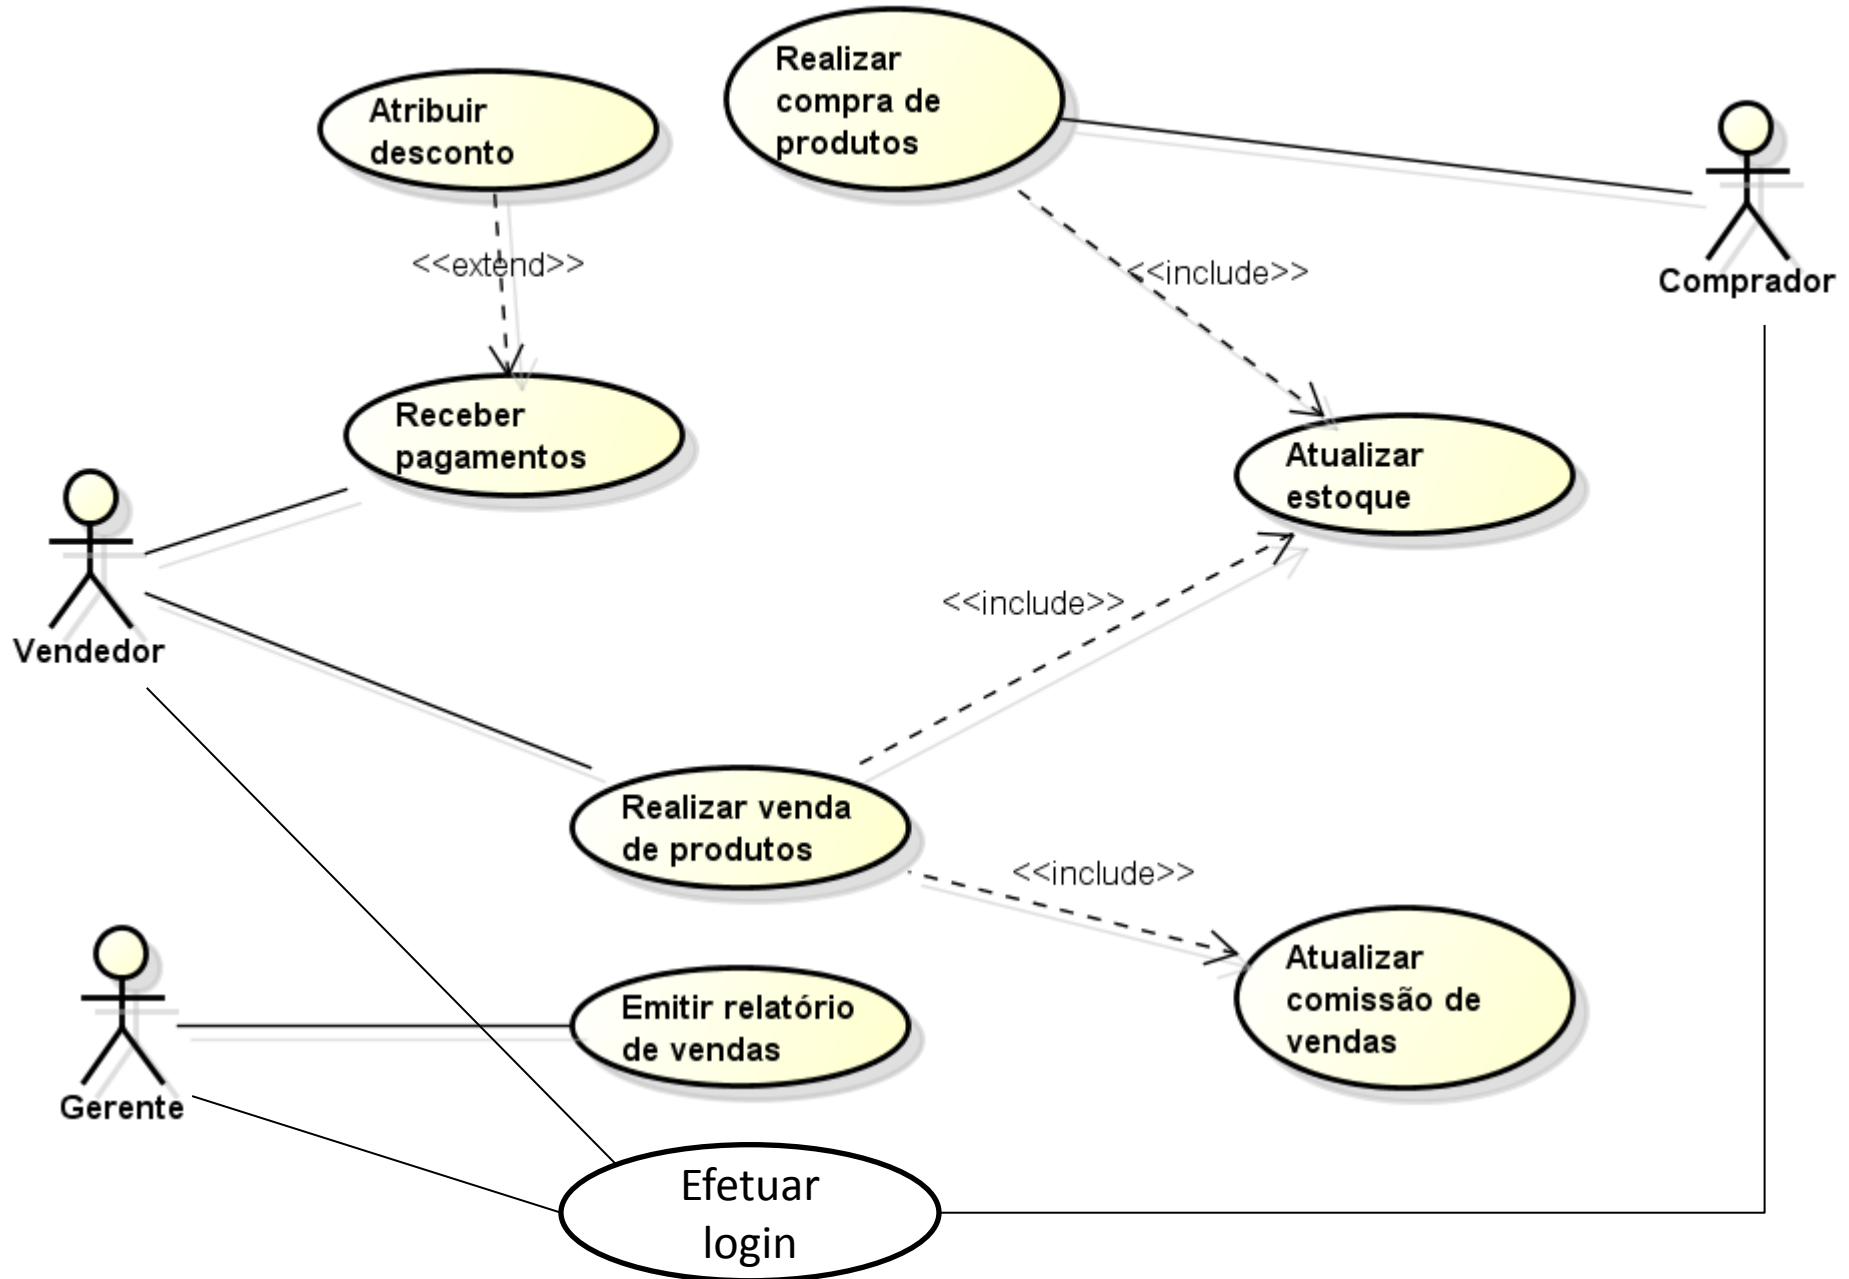 Realizar
compra de
produtos
Atribuir
desconto
<<extend>>
<<include>>
Comprador
Receber
pagamentos
Atualizar
estoque
Vendedor
<<include>>
Realizar venda
de produtos
<<include>>
Atualizar
comissão de
vendas
Emitir relatório
de vendas
Gerente
Efetuar
login